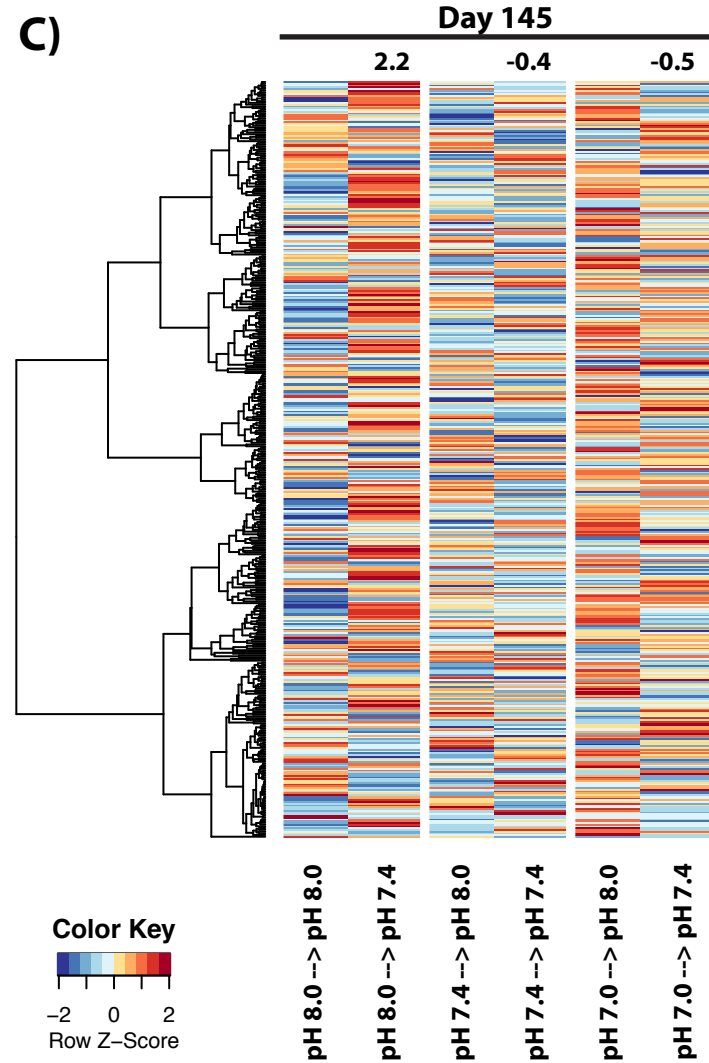 C)
Day 145
2.2 -0.4 -0.5
pH 8.0 --> pH 8.0
pH 8.0 --> pH 7.4
pH 7.4 --> pH 8.0
pH 7.4 --> pH 7.4
pH 7.0 --> pH 8.0
pH 7.0 --> pH 7.4
Color Key
−2 0 2
Row Z−Score